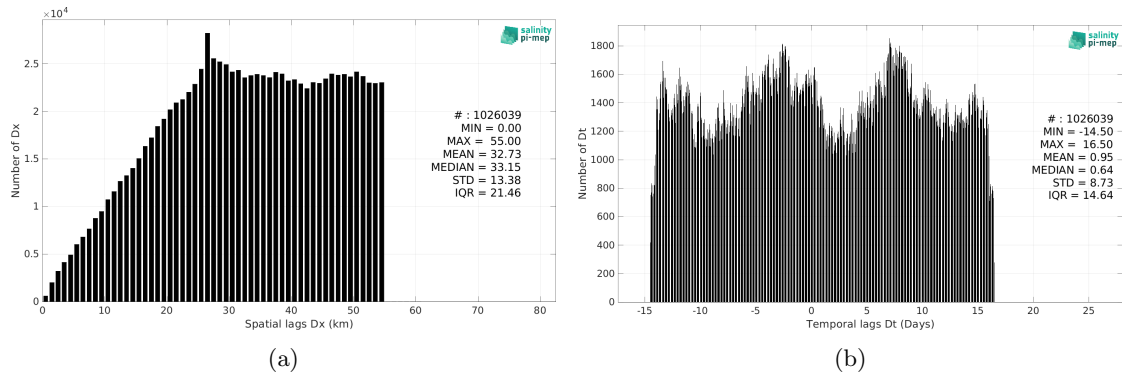 ×10⁴
2.5
2
1.5
1
0.5
0
Number of Dx
0 10 20 30 40 50 60 70 80
Spatial lags Dx (km)
salinity
pi-mep
# : 1026039
MIN = 0.00
MAX = 55.00
MEAN = 32.73
MEDIAN = 33.15
STD = 13.38
IQR = 21.46
(a)
1800
1600
1400
1200
1000
800
600
400
200
0
Number of Dt
-15 -10 -5 0 5 10 15 20 25
Temporal lags Dt (Days)
salinity
pi-mep
# : 1026039
MIN = -14.50
MAX = 16.50
MEAN = 0.95
MEDIAN = 0.64
STD = 8.73
IQR = 14.64
(b)